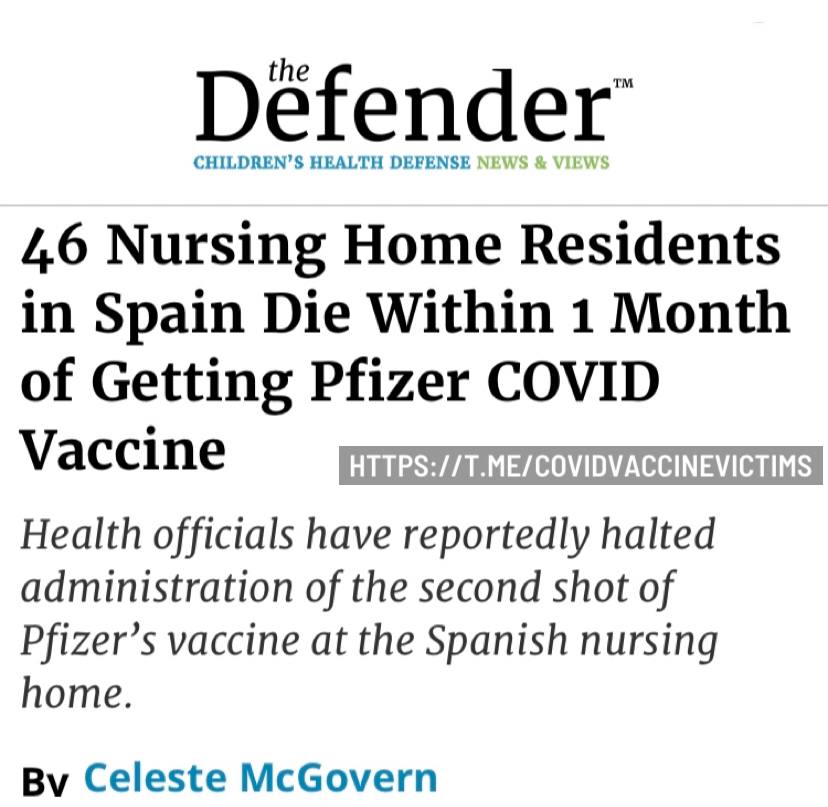 the
Defender™
CHILDREN'S HEALTH DEFENSE NEWS & VIEWS
46 Nursing Home Residents
in Spain Die Within 1 Month
of Getting Pfizer COVID
Vaccine
HTTPS://T.ME/COVIDVACCINEVICTIMS
Health officials have reportedly halted
administration of the second shot of
Pfizer's vaccine at the Spanish nursing
home.
By Celeste McGovern